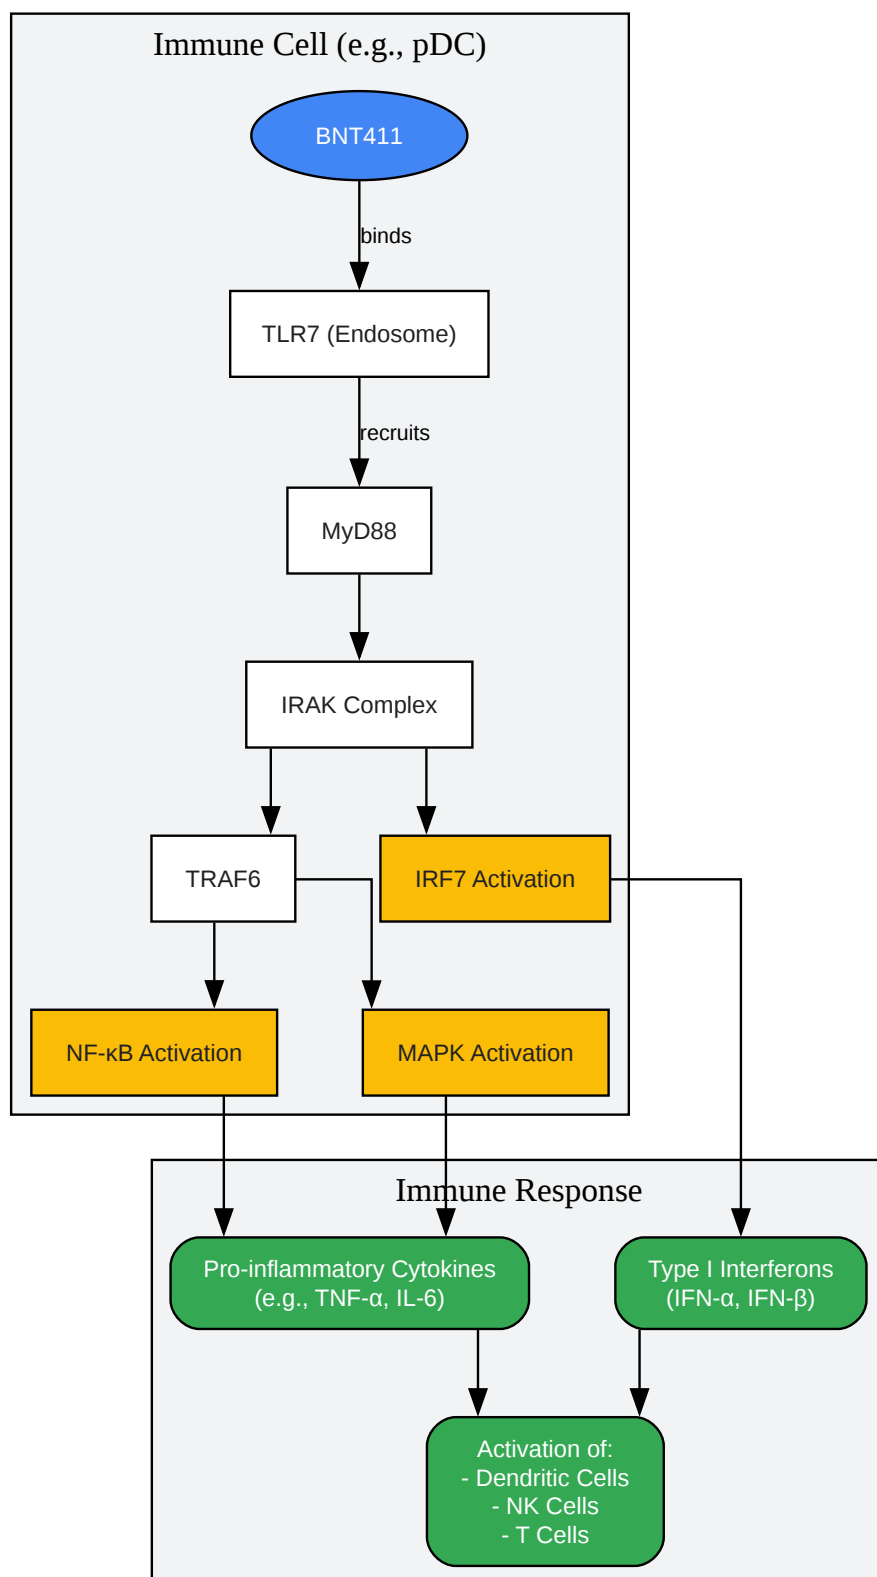 Immune Cell (e.g., pDC)
BNT411
binds
TLR7 (Endosome)
recruits
MyD88
IRAK Complex
TRAF6
IRF7 Activation
NF-κB Activation
MAPK Activation
Immune Response
Pro-inflammatory Cytokines
(e.g., TNF-α, IL-6)
Type I Interferons
(IFN-α, IFN-β)
Activation of:
- Dendritic Cells
- NK Cells
- T Cells